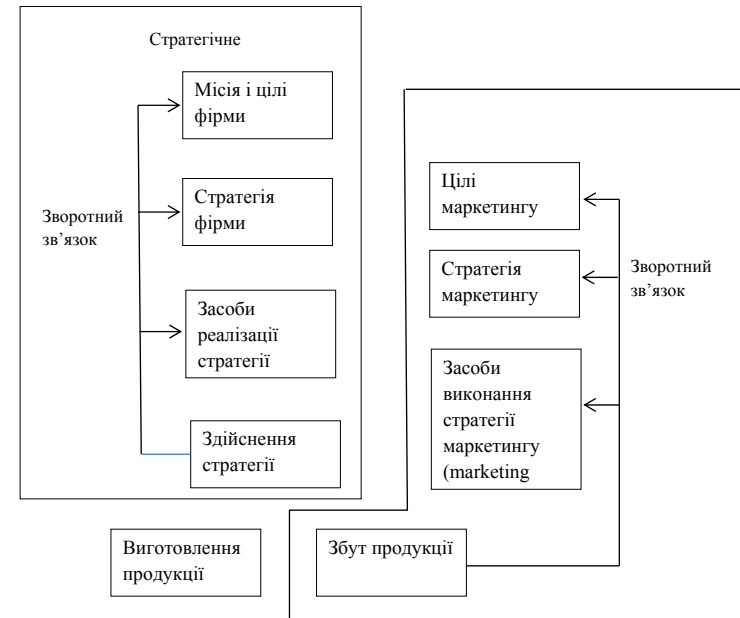 Стратегічне
Місія і цілі
фірми
Стратегія
фірми
Зворотний
зв’язок
Засоби
реалізації
стратегії
Здійснення
стратегії
Цілі
маркетингу
Стратегія
маркетингу
Зворотний
зв’язок
Засоби
виконання
стратегії
маркетингу
(marketing
Виготовлення
продукції
Збут продукції